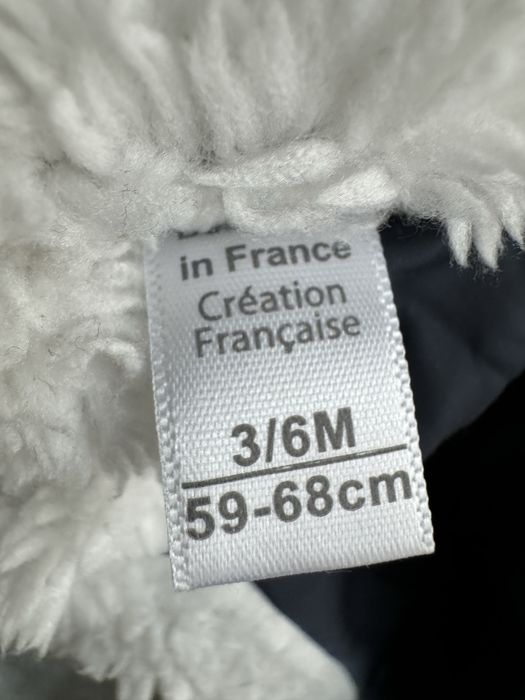 in France
Création
Française
3/6M
59-68cm